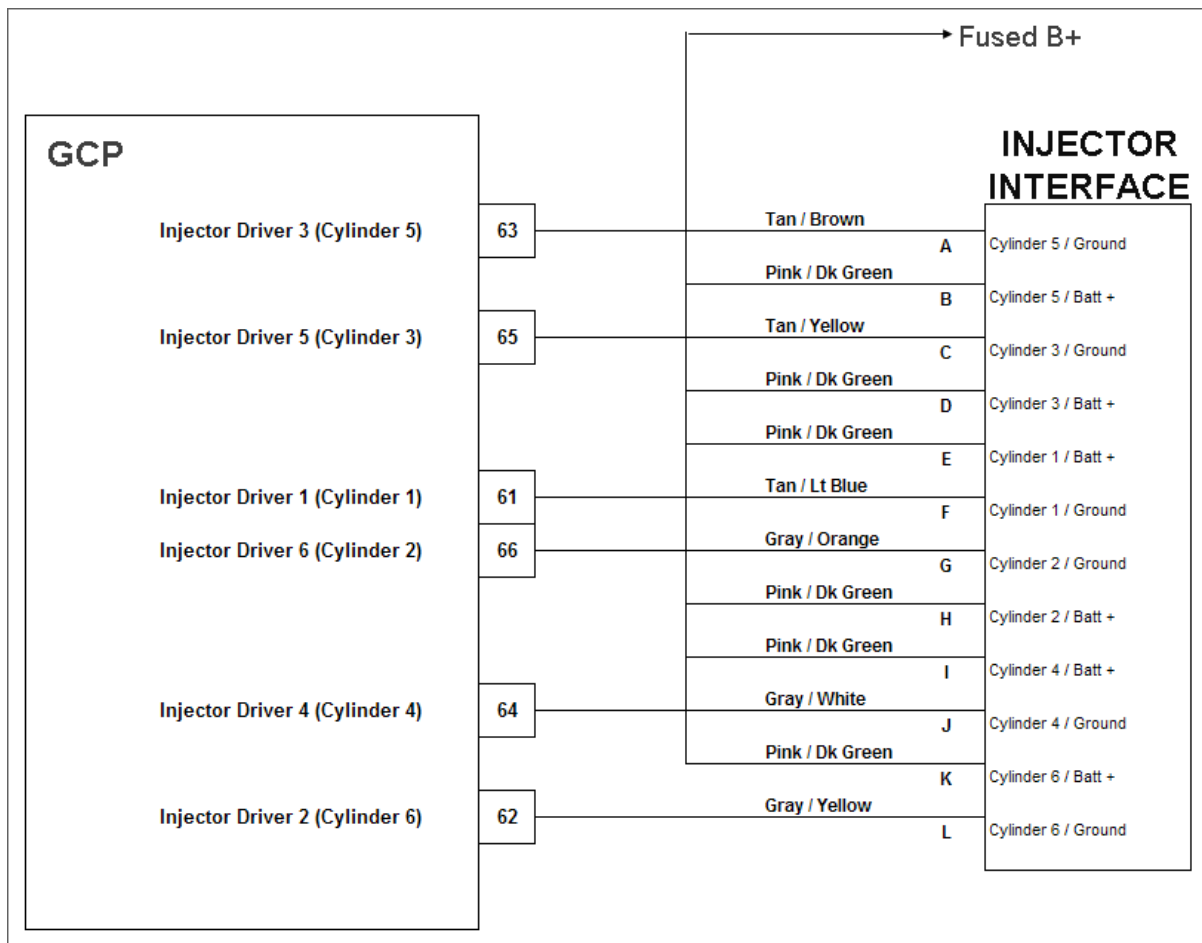 Fused B+
GCP
INJECTOR
INTERFACE
Injector Driver 3 (Cylinder 5)
63
Tan / Brown
A
Cylinder 5 / Ground
Pink / Dk Green
B
Cylinder 5 / Batt +
Injector Driver 5 (Cylinder 3)
65
Tan / Yellow
C
Cylinder 3 / Ground
Pink / Dk Green
D
Cylinder 3 / Batt +
Pink / Dk Green
E
Cylinder 1 / Batt +
Injector Driver 1 (Cylinder 1)
61
Tan / Lt Blue
F
Cylinder 1 / Ground
Injector Driver 6 (Cylinder 2)
66
Gray / Orange
G
Cylinder 2 / Ground
Pink / Dk Green
H
Cylinder 2 / Batt +
Pink / Dk Green
I
Cylinder 4 / Batt +
Injector Driver 4 (Cylinder 4)
64
Gray / White
J
Cylinder 4 / Ground
Pink / Dk Green
K
Cylinder 6 / Batt +
Injector Driver 2 (Cylinder 6)
62
Gray / Yellow
L
Cylinder 6 / Ground